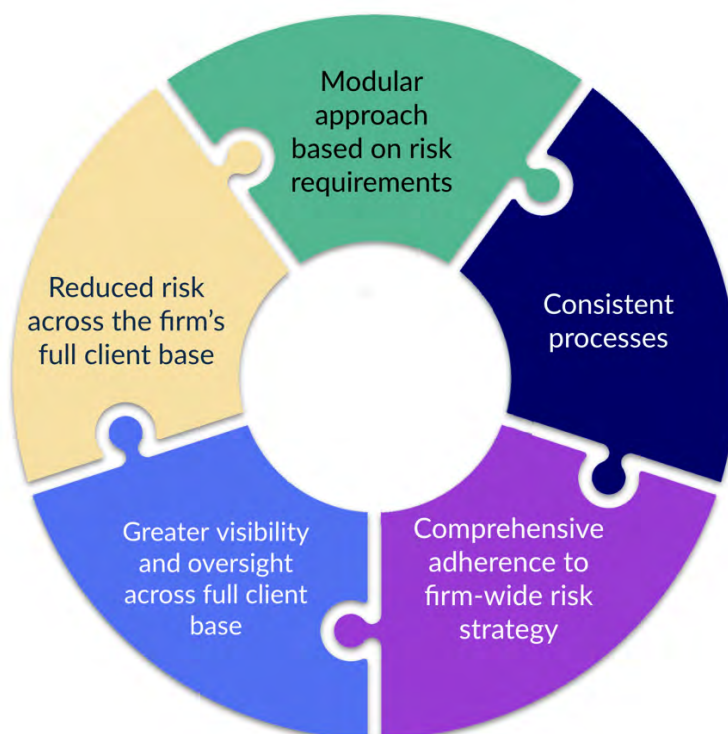 Modular
approach
based on risk
requirements
Consistent
processes
Comprehensive
adherence to
firm-wide risk
strategy
Greater visibility
and oversight
across full client
base
Reduced risk
across the firm’s
full client base